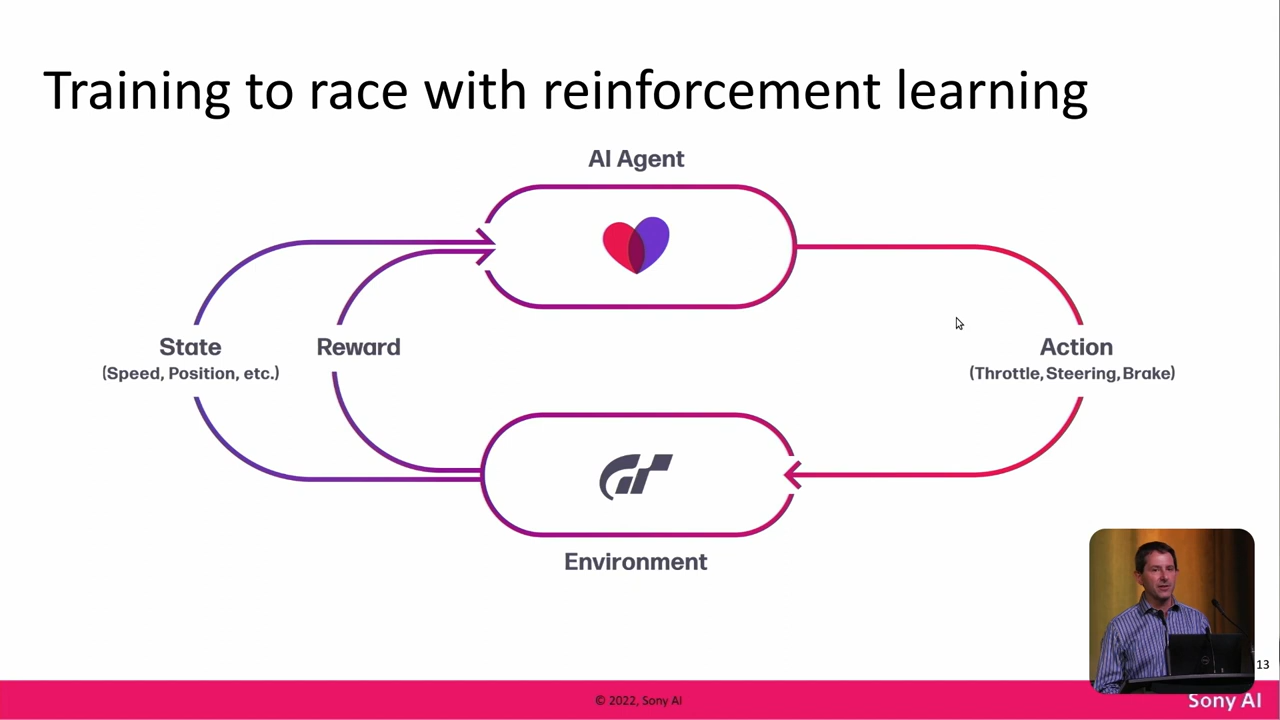 Training to race with reinforcement learning
AI Agent
State
(Speed, Position, etc.)
Reward
Action
(Throttle, Steering, Brake)
GT
Environment
13
© 2022, Sony AI
Sony AI